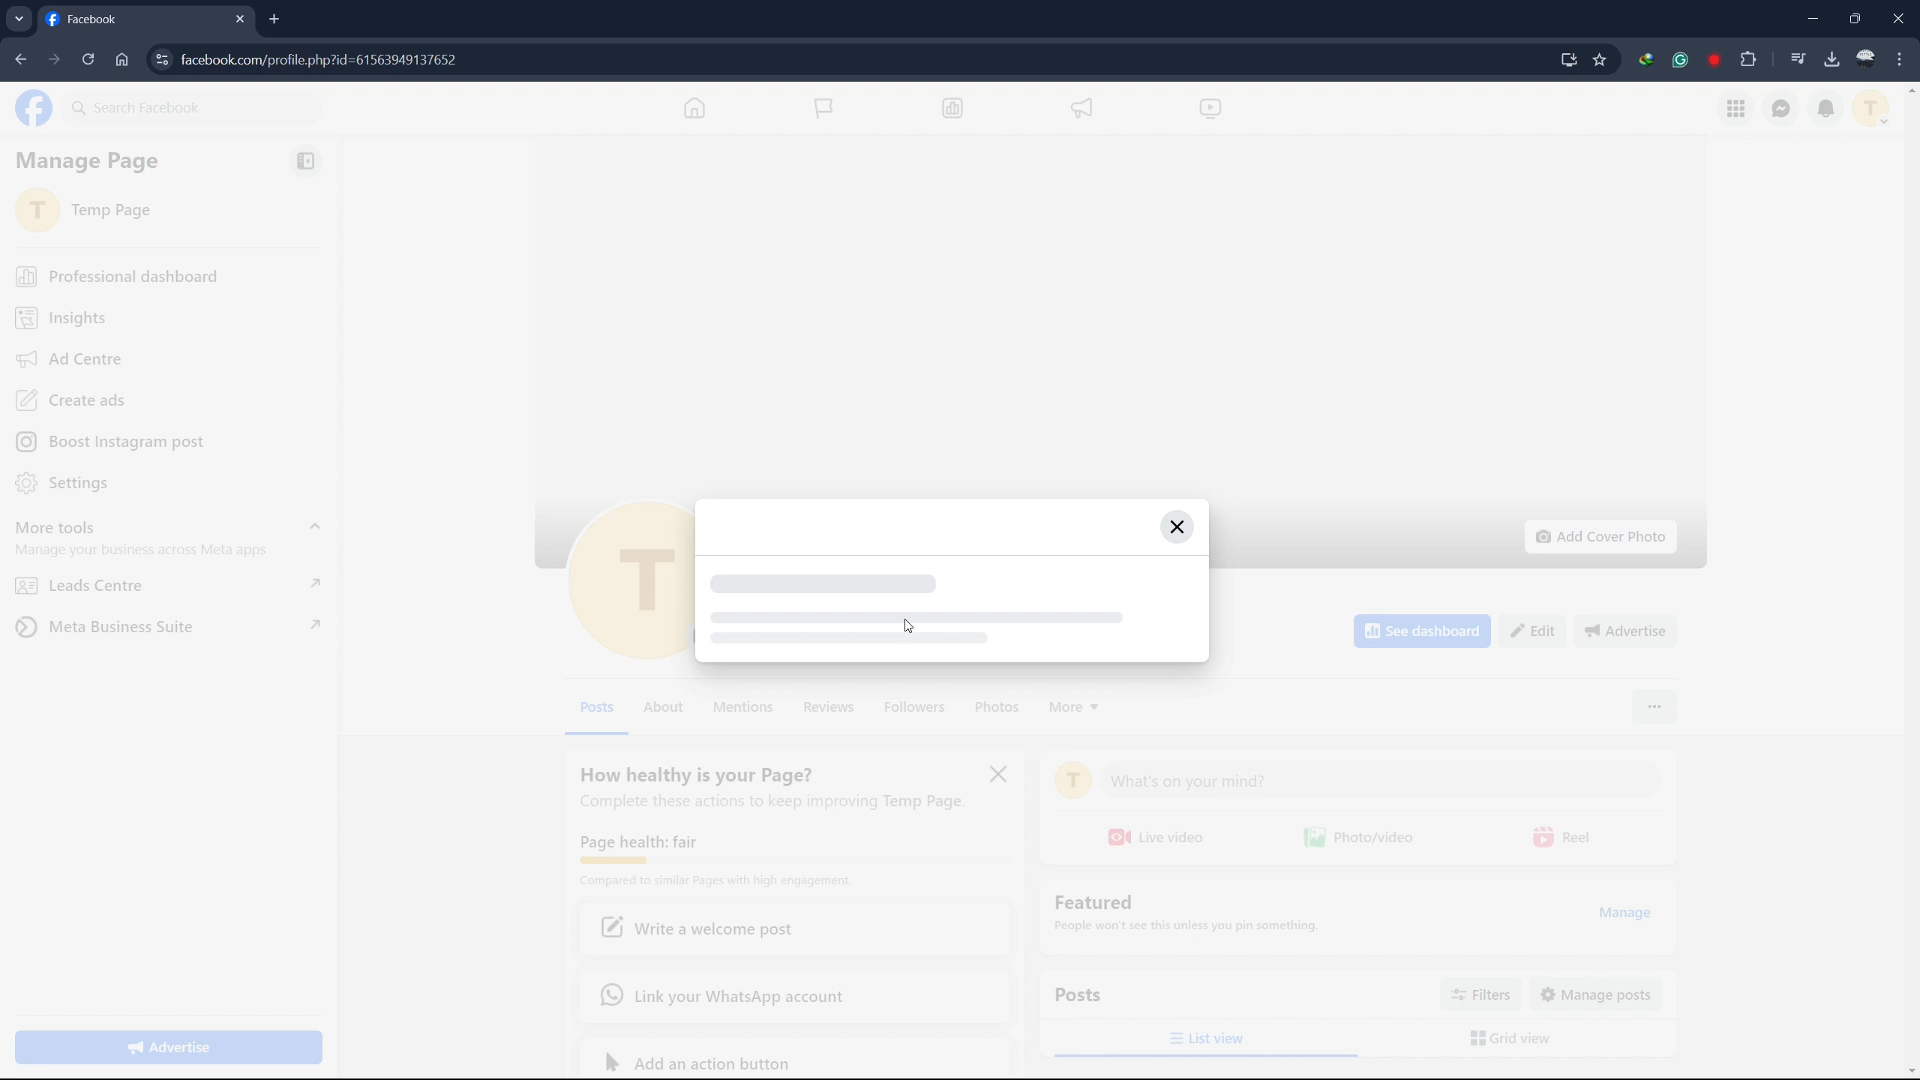 Facebook
facebook.com/profile.php?id=61563949137652
Search Facebook
T
Manage Page
T Temp Page
Professional dashboard
Insights
Ad Centre
Create ads
Boost Instagram post
Settings
More tools
Manage your business across Meta apps
Leads Centre
Meta Business Suite
Advertise
Add Cover Photo
T
See dashboard
Edit
Advertise
Posts
About
Mentions
Reviews
Followers
Photos
More
How healthy is your Page?
Complete these actions to keep improving Temp Page.
Page health: fair
Compared to similar Pages with high engagement.
Write a welcome post
Link your WhatsApp account
Add an action button
T
What's on your mind?
Live video
Photo/video
Reel
Featured
Manage
People won't see this unless you pin something.
Posts
Filters
Manage posts
List view
Grid view